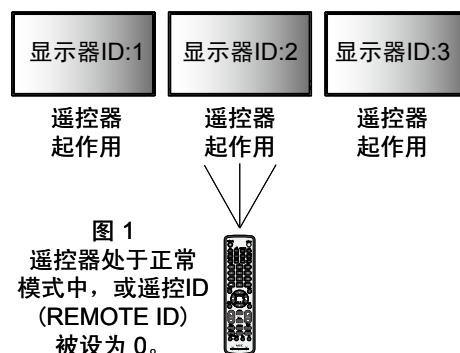 显示器ID:1 显示器ID:2 显示器ID:3
遥控器 遥控器 遥控器
起作用 起作用 起作用
图 1
遥控器处于正常
模式中，或遥控ID
(REMOTE ID)
被设为 0。